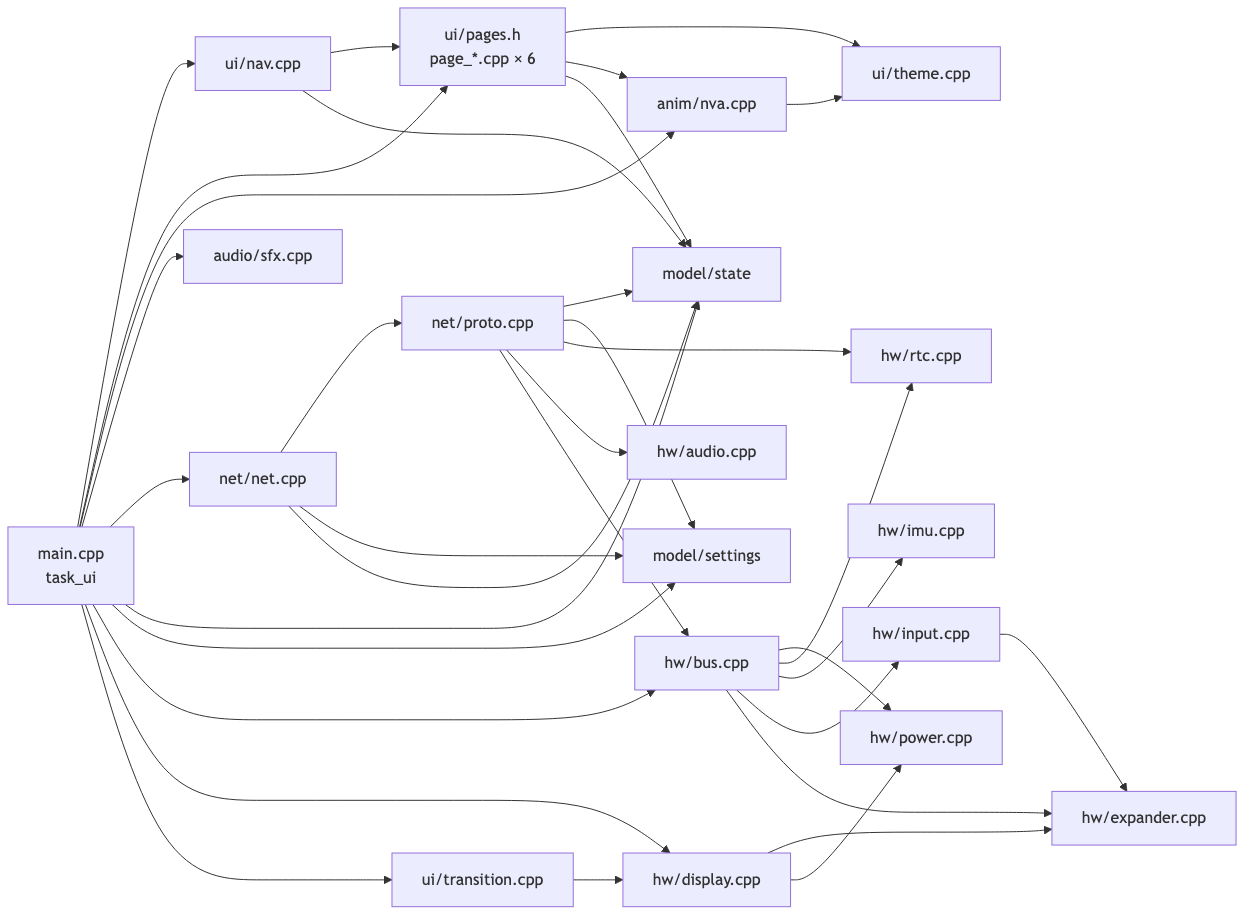 ui/pages.h
page_*.cpp × 6
ui/nav.cpp
ui/theme.cpp
anim/nva.cpp
audio/sfx.cpp
model/state
net/proto.cpp
hw/rtc.cpp
hw/audio.cpp
net/net.cpp
hw/imu.cpp
main.cpp
task_ui
model/settings
hw/input.cpp
hw/bus.cpp
hw/power.cpp
hw/expander.cpp
ui/transition.cpp
hw/display.cpp